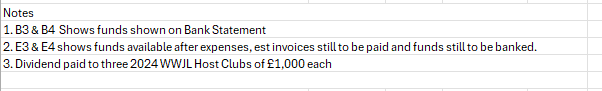 Notes
1. B3 & B4 Shows funds shown on Bank Statement
2. E3 & E4 shows funds available after expenses, est invoices still to be paid and funds still to be banked.
3. Dividend paid to three 2024 WWJL Host Clubs of £1,000 each